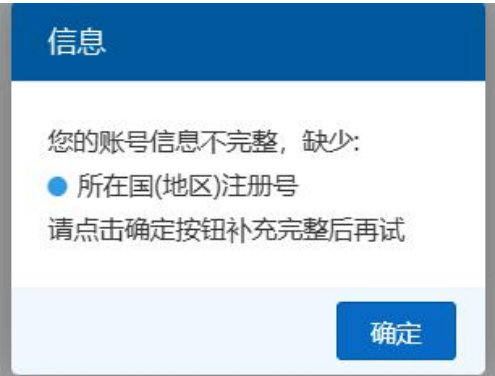 信息
您的账号信息不完整，缺少:
所在国(地区)注册号
请点击确定按钮补充完整后再试
确定